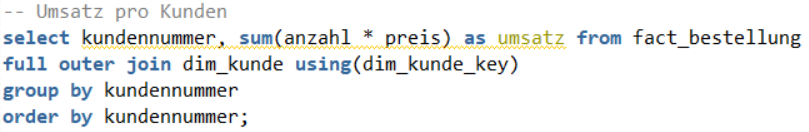 -- Umsatz pro Kunden
select kundennummer, sum(anzahl * preis) as umsatz from fact_bestellung
full outer join dim_kunde using(dim_kunde_key)
group by kundennummer
order by kundennummer;